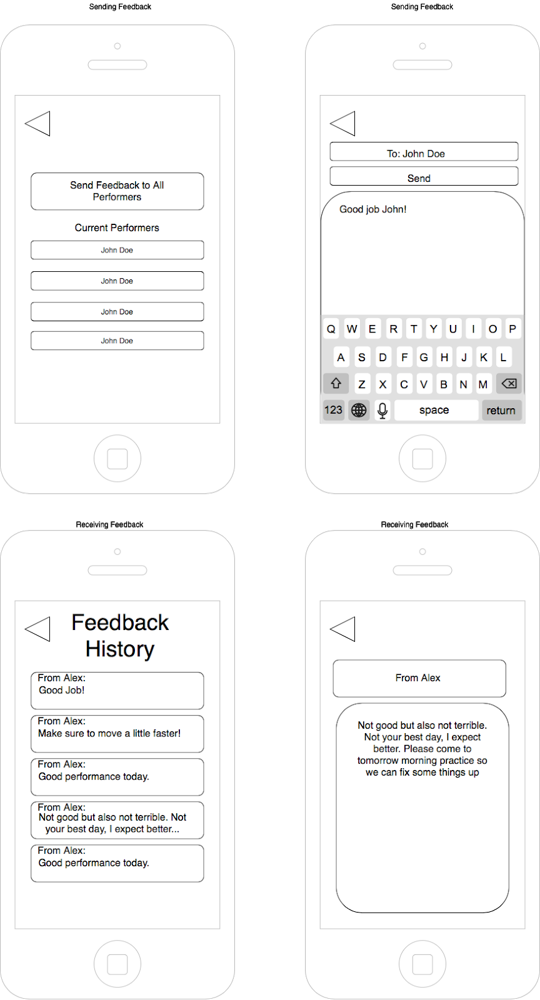 Sending Feedback
Send Feedback to All
Performers
Current Performers
John Doe
John Doe
John Doe
John Doe
Sending Feedback
To: John Doe
Send
Good job John!
Q W E R T Y U I O P
A S D F G H J K L
Z X C V B N M
123 space return
Receiving Feedback
Feedback
History
From Alex:
Good Job!
From Alex:
Make sure to move a little faster!
From Alex:
Good performance today.
From Alex:
Not good but also not terrible. Not
your best day, I expect better...
From Alex:
Good performance today.
Receiving Feedback
From Alex
Not good but also not terrible.
Not your best day, I expect
better. Please come to
tomorrow morning practice so
we can fix some things up